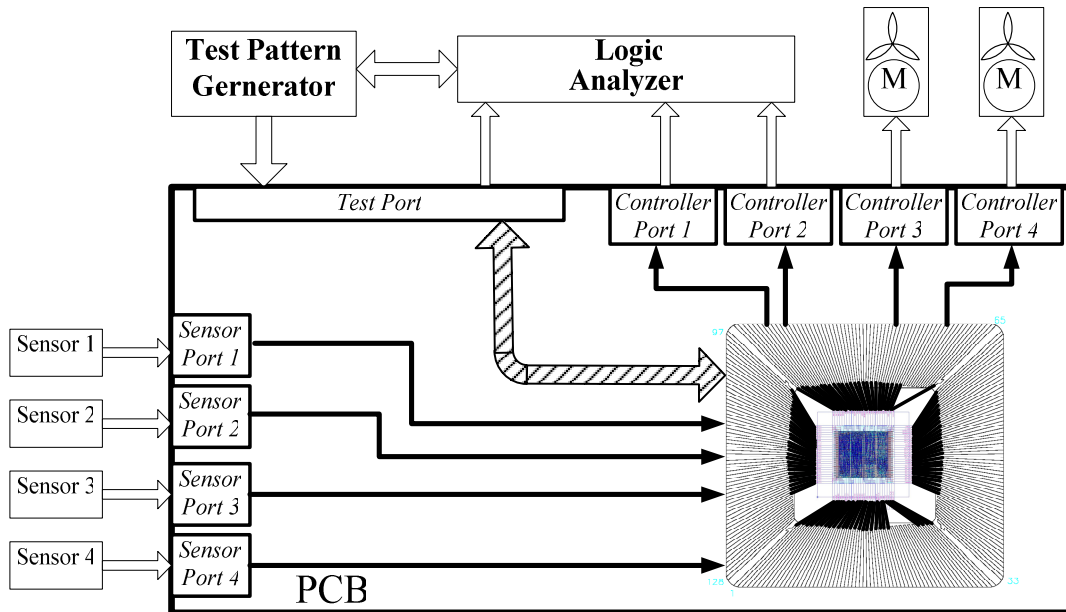 Test Pattern
Gernerator
Logic
Analyzer
M
M
Test Port
Controller
Port 1
Controller
Port 2
Controller
Port 3
Controller
Port 4
Sensor 1
Sensor
Port 1
Sensor 2
Sensor
Port 2
Sensor 3
Sensor
Port 3
Sensor 4
Sensor
Port 4
PCB
97
65
128
1
33